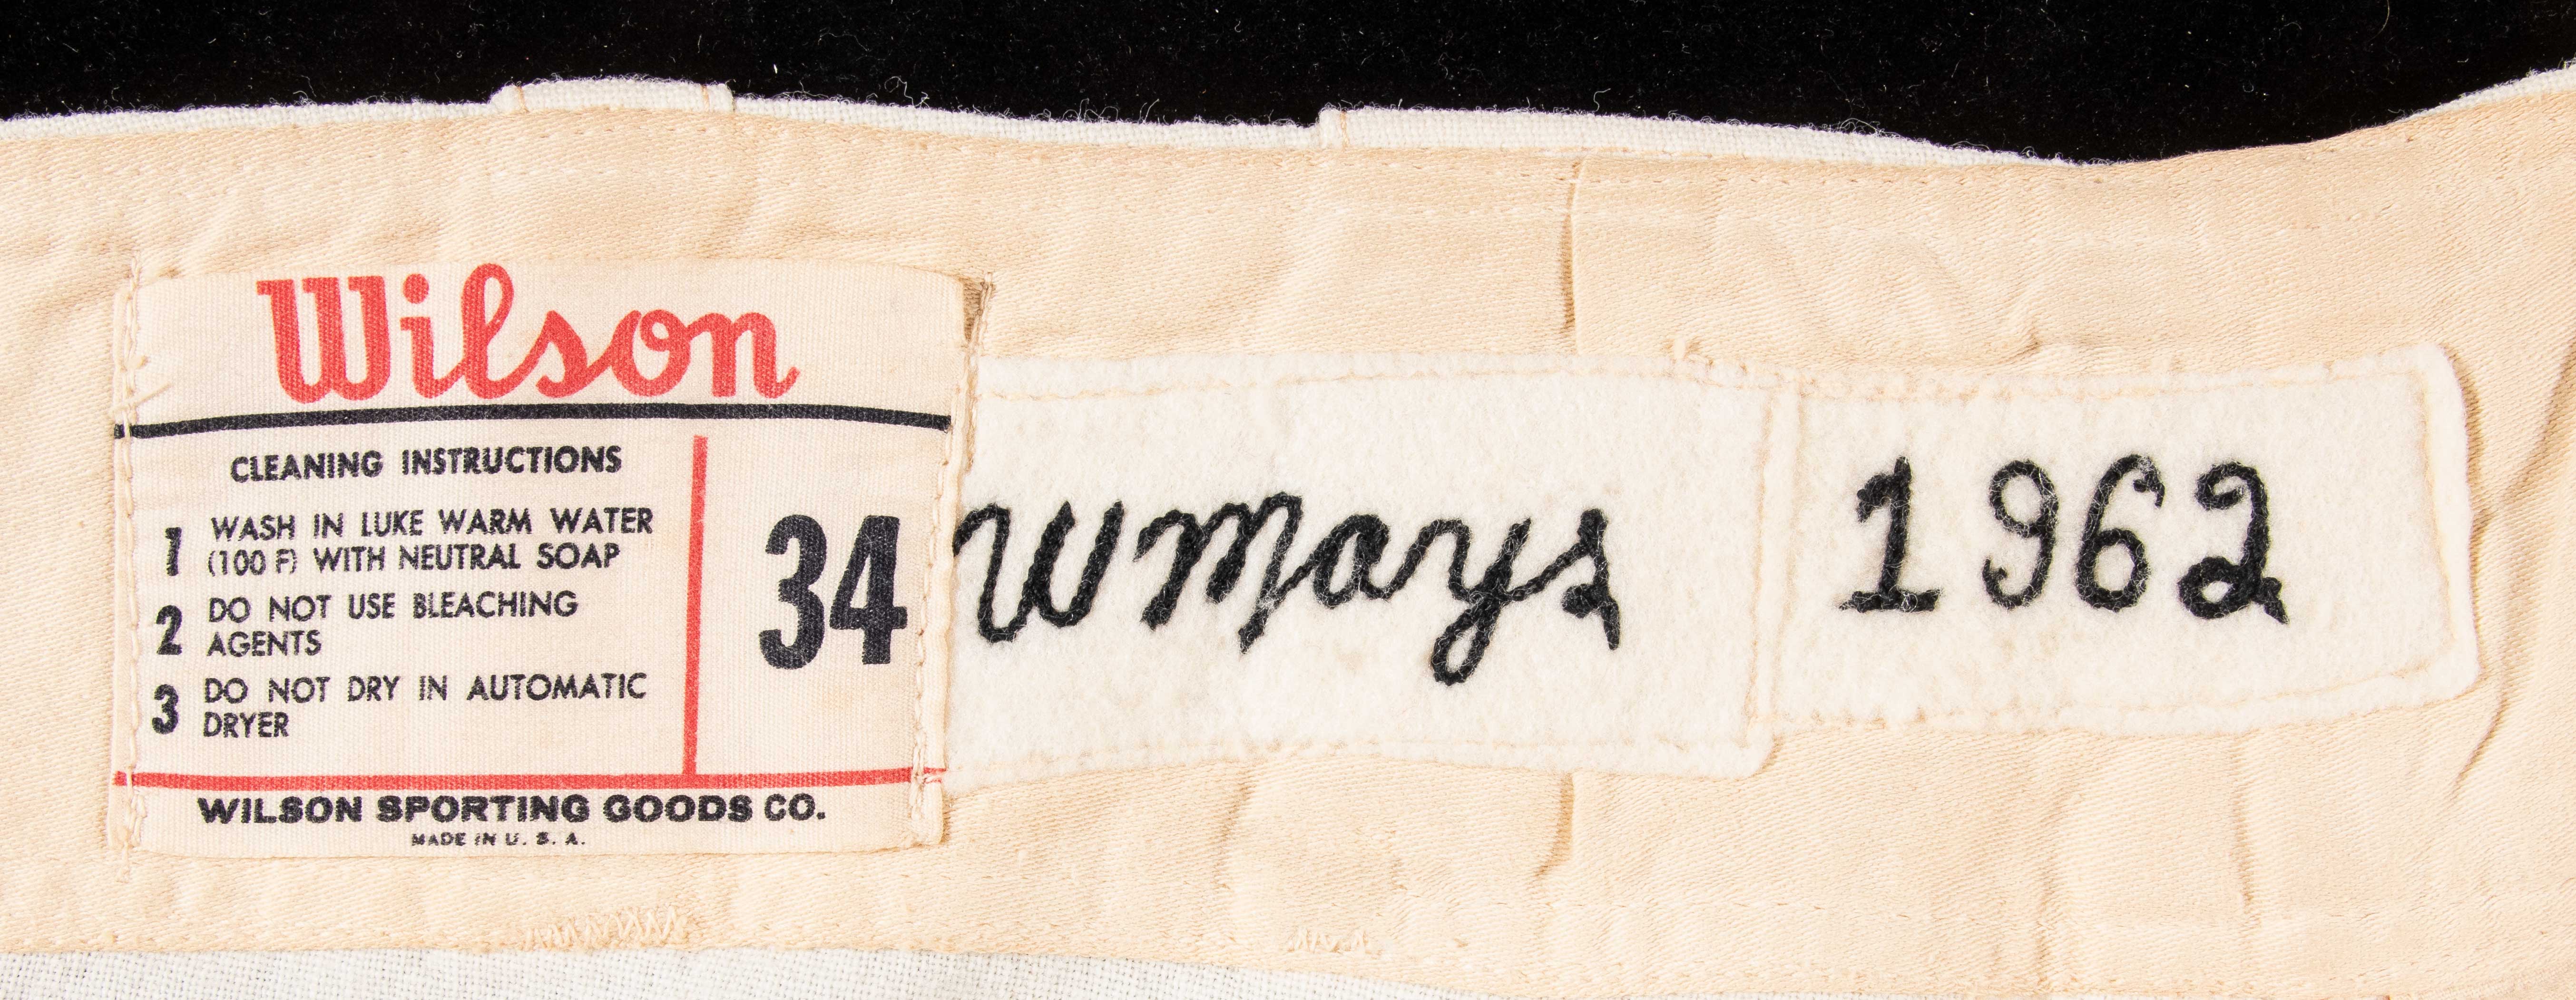 Wilson
CLEANING INSTRUCTIONS
1 WASH IN LUKE WARM WATER
(100 F) WITH NEUTRAL SOAP
2 DO NOT USE BLEACHING
AGENTS
3 DO NOT DRY IN AUTOMATIC
DRYER
34
WILSON SPORTING GOODS CO.
MADE IN U. S. A.
W Mays
1962